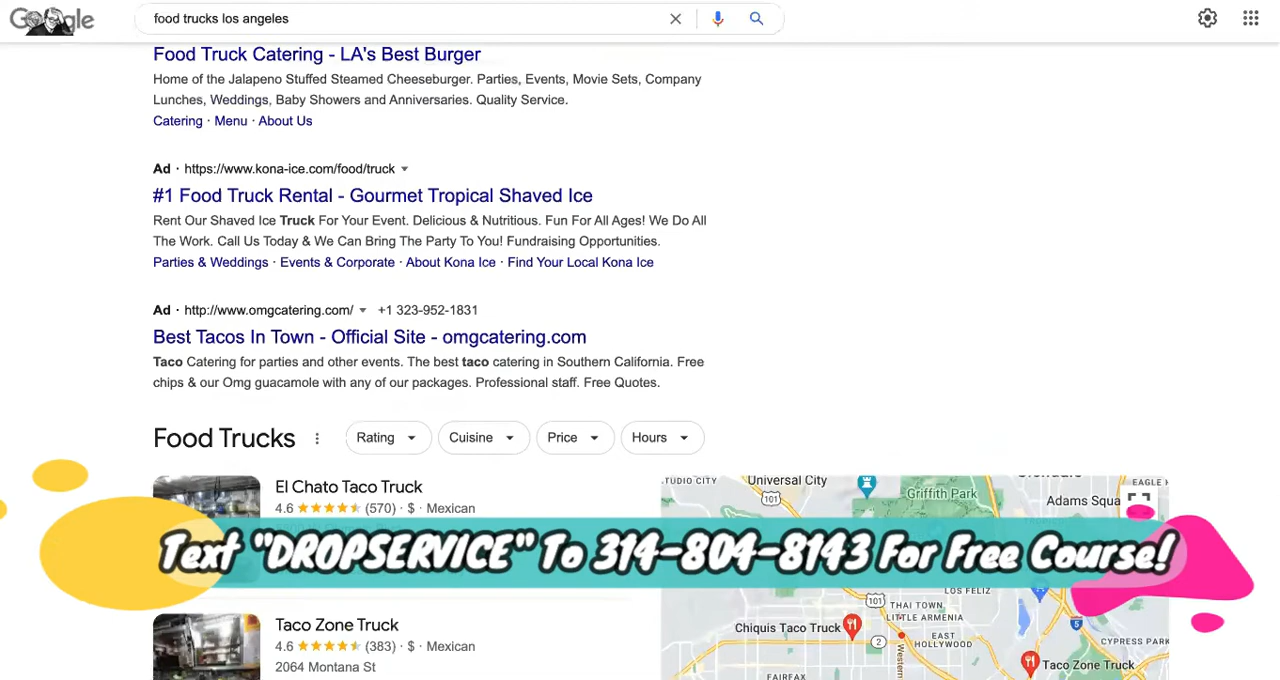 Google
food trucks los angeles
Food Truck Catering - LA's Best Burger
Home of the Jalapeno Stuffed Steamed Cheeseburger. Parties, Events, Movie Sets, Company
Lunches, Weddings, Baby Showers and Anniversaries. Quality Service.
Catering · Menu · About Us
Ad · https://www.kona-ice.com/food/truck
#1 Food Truck Rental - Gourmet Tropical Shaved Ice
Rent Our Shaved Ice Truck For Your Event. Delicious & Nutritious. Fun For All Ages! We Do All
The Work. Call Us Today & We Can Bring The Party To You! Fundraising Opportunities.
Parties & Weddings · Events & Corporate · About Kona Ice · Find Your Local Kona Ice
Ad · http://www.omgcatering.com/ +1 323-952-1831
Best Tacos In Town - Official Site - omgcatering.com
Taco Catering for parties and other events. The best taco catering in Southern California. Free
chips & our Omg guacamole with any of our packages. Professional staff. Free Quotes.
Food Trucks
Rating
Cuisine
Price
Hours
El Chato Taco Truck
4.6 (570) · $ · Mexican
Text "DROPSERVICE" To 314-804-8143 For Free Course!
Taco Zone Truck
4.6 (383) · $ · Mexican
2064 Montana St
Universal City
101
Griffith Park
Adams Squa
LOS FELIZ
101
THAI TOWN
LITTLE ARMENIA
5
Chiquis Taco Truck
2
EAST
HOLLYWOOD
CYPRESS PARK
Western
Taco Zone Truck
FAIRFAX